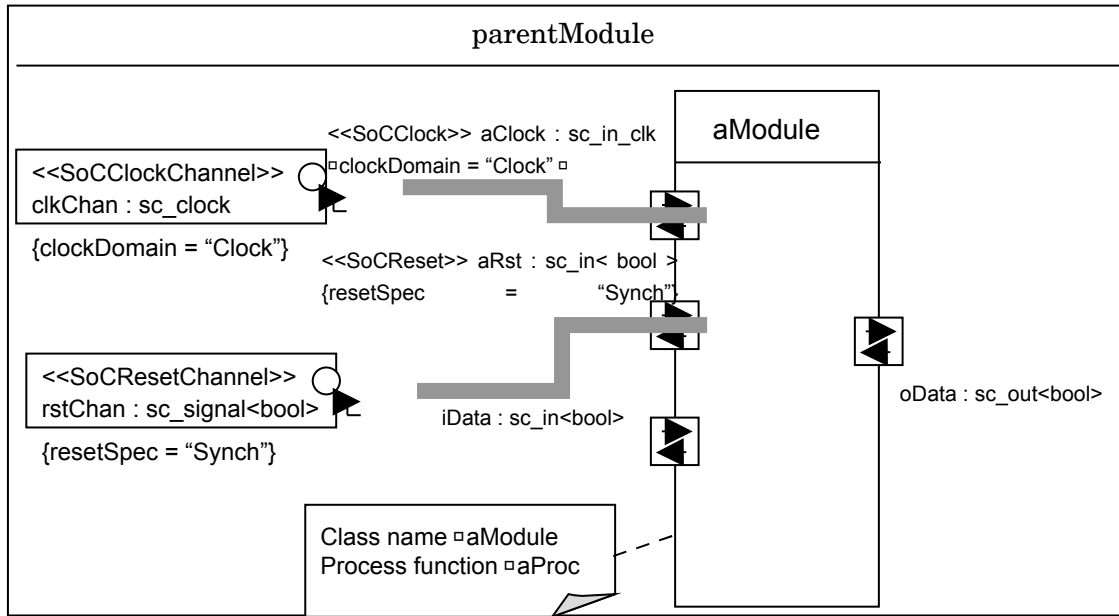 parentModule
<<SoCClock>> aClock : sc_in_clk
▫clockDomain = “Clock” ▫
aModule
<<SoCClockChannel>>
clkChan : sc_clock
{clockDomain = “Clock”}
<<SoCReset>> aRst : sc_in< bool >
{resetSpec = “Synch”}
<<SoCResetChannel>>
rstChan : sc_signal<bool>
{resetSpec = “Synch”}
iData : sc_in<bool>
oData : sc_out<bool>
Class name ▫aModule
Process function ▫aProc